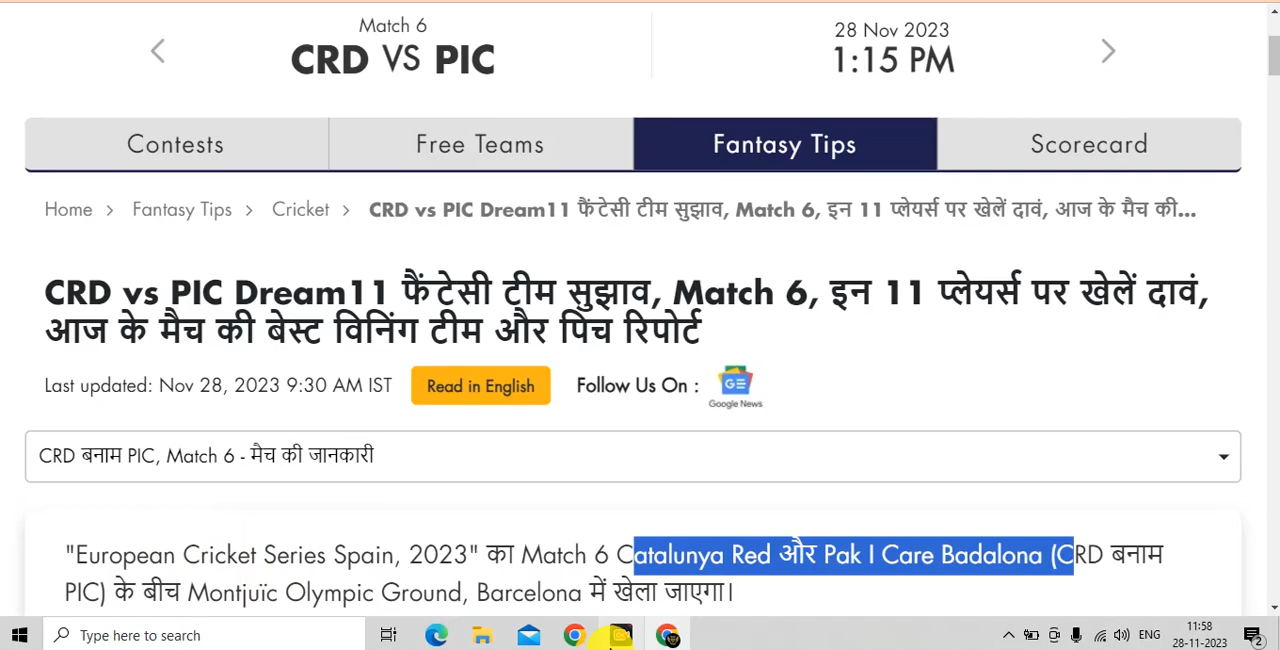 Match 6
CRD VS PIC
28 Nov 2023
1:15 PM
Contests
Free Teams
Fantasy Tips
Scorecard
Home > Fantasy Tips > Cricket > CRD vs PIC Dream11 फैंटेसी टीम सुझाव, Match 6, इन 11 प्लेयर्स पर खेलें दावं, आज के मैच की...
CRD vs PIC Dream11 फैंटेसी टीम सुझाव, Match 6, इन 11 प्लेयर्स पर खेलें दावं,
आज के मैच की बेस्ट विनिंग टीम और पिच रिपोर्ट
Last updated: Nov 28, 2023 9:30 AM IST
Read in English
Follow Us On :
GE
Google News
CRD बनाम PIC, Match 6 - मैच की जानकारी
"European Cricket Series Spain, 2023" का Match 6 Catalunya Red और Pak I Care Badalona (CRD बनाम
PIC) के बीच Montjuïc Olympic Ground, Barcelona में खेला जाएगा।
Type here to search
ENG
11:58
28-11-2023
2